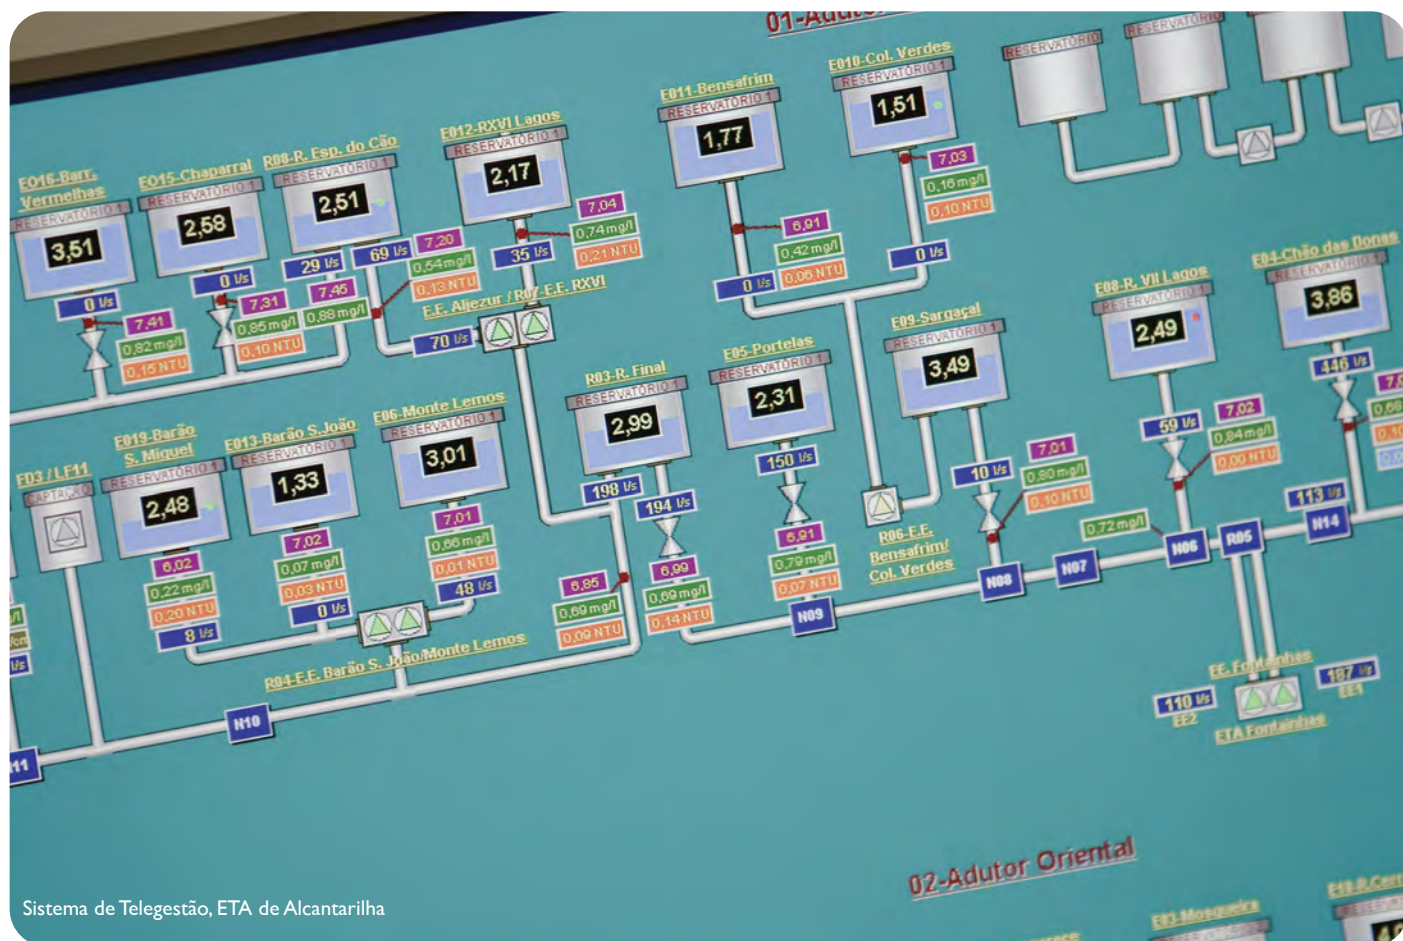 01-Adutor
E010-Col. Verdes
RESERVATÓRIO 1
1,51
7,03
0,16 mg/l
0,10 NTU
0 l/s
RESERVATÓRIO
RESERVATÓRIO
RESERVATÓRIO
E011-Bensafrim
RESERVATÓRIO 1
1,77
6,91
0,42 mg/l
0,06 NTU
0 l/s
E012-RXVI Lagos
RESERVATÓRIO 1
2,17
7,04
0,74 mg/l
0,21 NTU
35 l/s
R08-R. Esp. do Cão
RESERVATÓRIO 1
2,51
29 l/s
69 l/s
7,20
0,54 mg/l
0,13 NTU
7,45
0,88 mg/l
EO15-Chaparral
RESERVATÓRIO 1
2,58
0 l/s
7,31
0,85 mg/l
0,10 NTU
EO16-Barr.
Vermelhas
RESERVATÓRIO 1
3,51
0 l/s
7,41
0,82 mg/l
0,15 NTU
E.E. Aljezur / R07-E.E. RXVI
70 l/s
E04-Chão das Donas
RESERVATÓRIO 1
3,86
446 l/s
113 l/s
E08-R. VII Lagos
RESERVATÓRIO 1
2,49
59 l/s
7,02
0,84 mg/l
0,00 NTU
0,72 mg/l
E09-Sargaçal
RESERVATÓRIO 1
3,49
10 l/s
7,01
0,80 mg/l
0,10 NTU
R06-E.E.
Bensafrim/
Col. Verdes
E05-Portelas
RESERVATÓRIO 1
2,31
150 l/s
6,91
0,79 mg/l
0,07 NTU
R03-R. Final
RESERVATÓRIO 1
2,99
198 l/s
194 l/s
6,85
0,69 mg/l
0,09 NTU
6,99
0,69 mg/l
0,14 NTU
E06-Monte Lemos
RESERVATÓRIO 1
3,01
7,01
0,66 mg/l
0,01 NTU
48 l/s
E013-Barão S.João
RESERVATÓRIO 1
1,33
7,02
0,07 mg/l
0,03 NTU
0 l/s
E019-Barão
S. Miguel
RESERVATÓRIO 1
2,48
6,02
0,22 mg/l
0,20 NTU
8 l/s
F03 / LF11
CAPTAÇÃO
R04-E.E. Barão S. João/Monte Lemos
N10
N09
N08
N07
N06
R05
N14
EE. Fontainhas
110 l/s
EE2
187 l/s
EE1
ETA Fontainhas
02-Adutor Oriental
E03-Mosqueira
Sistema de Telegestão, ETA de Alcantarilha